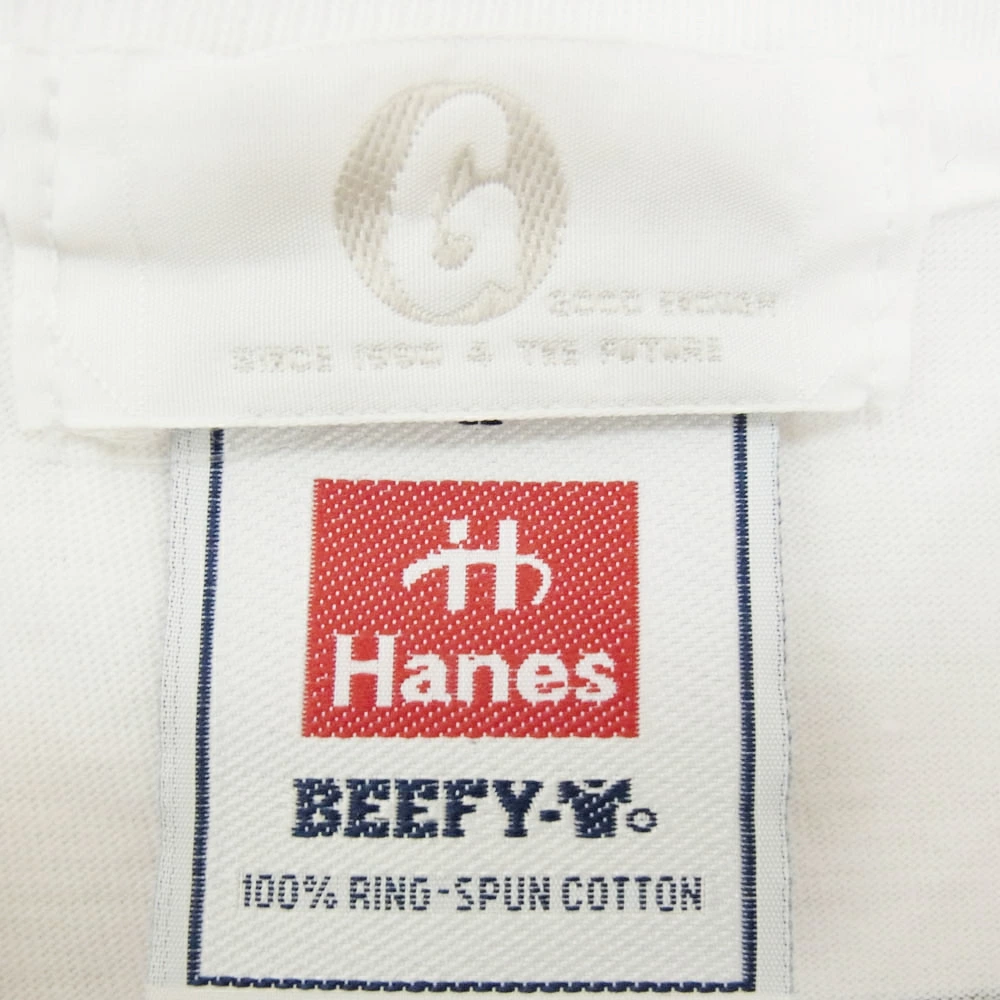 G
GOOD ENOUGH
SINCE 1990 & THE FUTURE
H
Hanes
BEEFY-T
100% RING-SPUN COTTON